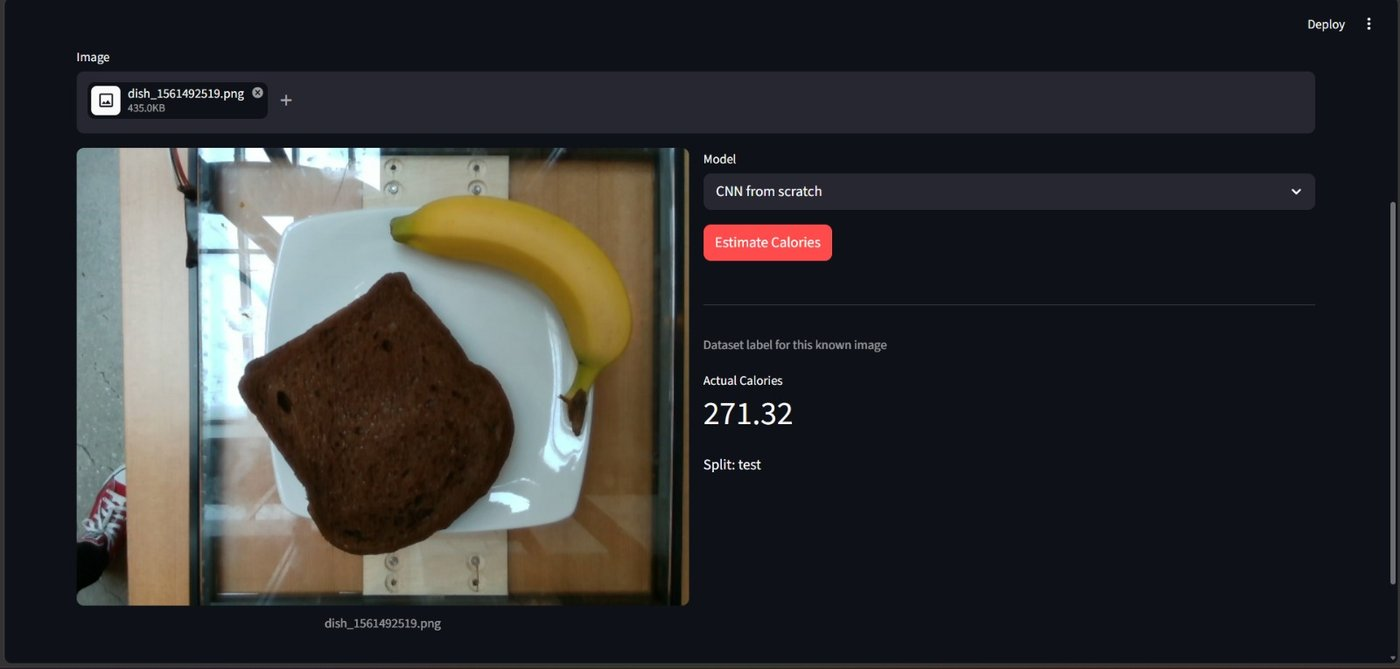 Deploy
Image
dish_1561492519.png
435.0KB
Model
CNN from scratch
Estimate Calories
Dataset label for this known image
Actual Calories
271.32
Split: test
dish_1561492519.png